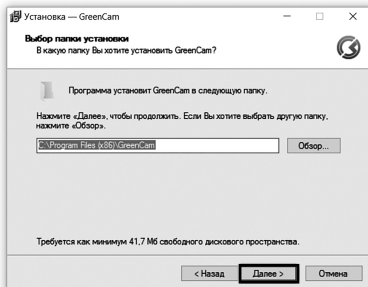 Установка — GreenCam
Выбор папки установки
В какую папку Вы хотите установить GreenCam?
Программа установит GreenCam в следующую папку.
Нажмите «Далее», чтобы продолжить. Если Вы хотите выбрать другую папку,
нажмите «Обзор».
C:\Program Files (x86)\GreenCam
Обзор...
Требуется как минимум 41,7 Мб свободного дискового пространства.
< Назад
Далее >
Отмена